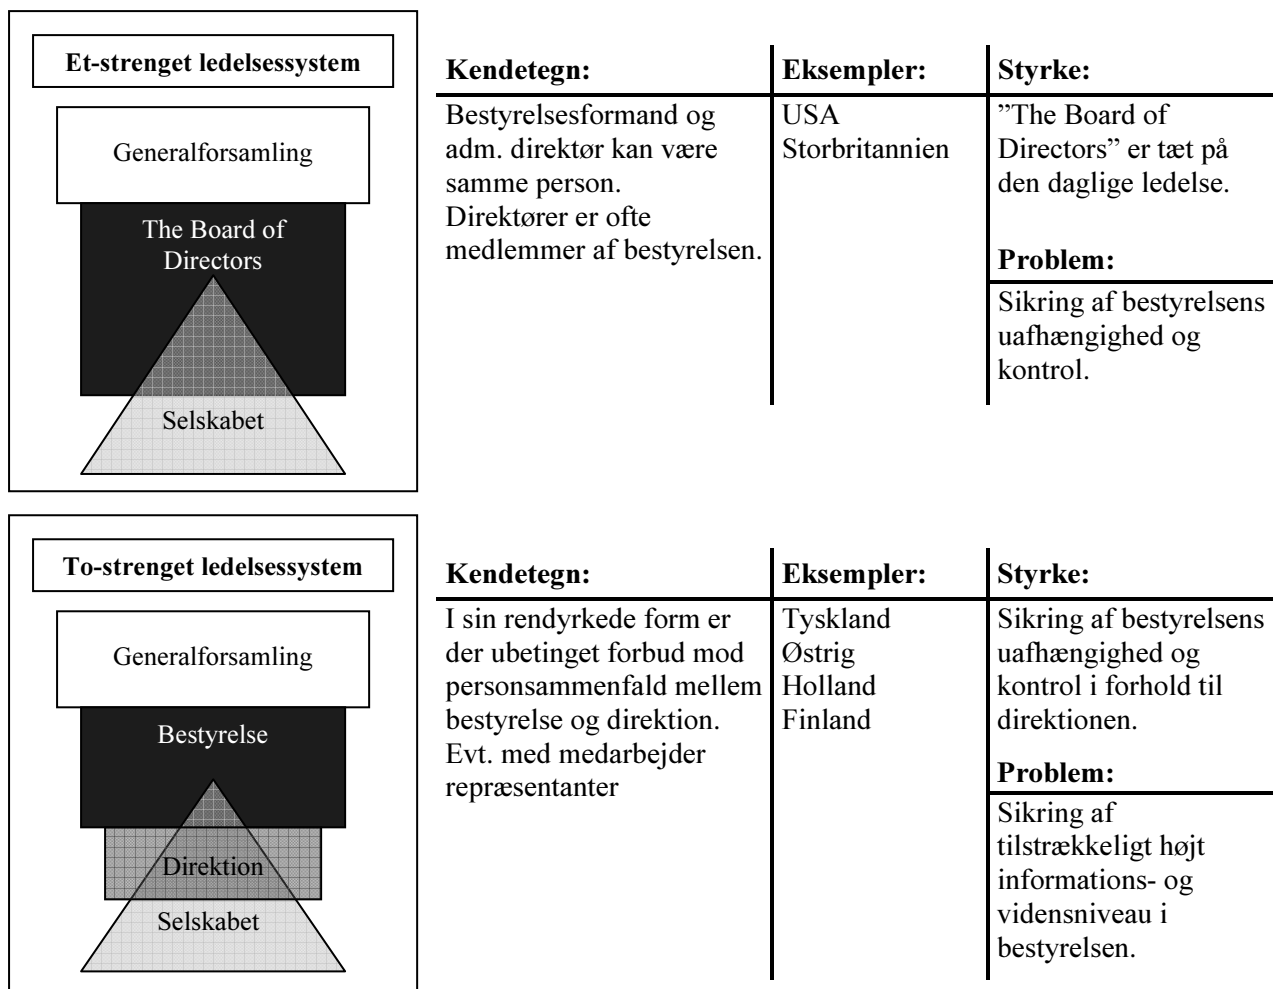 Et-strenget ledelsessystem
Generalforsamling
The Board of
Directors
Selskabet
Kendetegn:
Bestyrelsesformand og
adm. direktør kan være
samme person.
Direktører er ofte
medlemmer af bestyrelsen.
Eksempler:
USA
Storbritannien
Styrke:
”The Board of
Directors” er tæt på
den daglige ledelse.
Problem:
Sikring af bestyrelsens
uafhængighed og
kontrol.
To-strenget ledelsessystem
Generalforsamling
Bestyrelse
Direktion
Selskabet
Kendetegn:
I sin rendyrkede form er
der ubetinget forbud mod
personsammenfald mellem
bestyrelse og direktion.
Evt. med medarbejder
repræsentanter
Eksempler:
Tyskland
Østrig
Holland
Finland
Styrke:
Sikring af bestyrelsens
uafhængighed og
kontrol i forhold til
direktionen.
Problem:
Sikring af
tilstrækkeligt højt
informations- og
vidensniveau i
bestyrelsen.